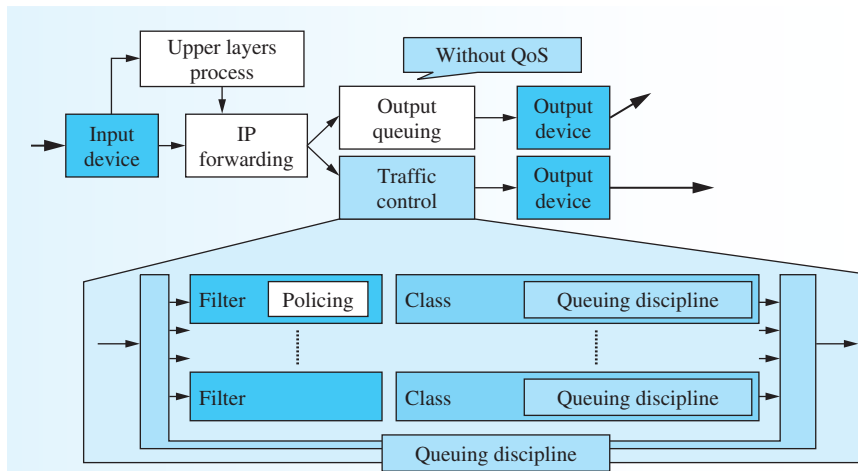 Upper layers
process
Without QoS
Input
device
IP
forwarding
Output
queuing
Output
device
Traffic
control
Output
device
Filter
Policing
Class
Queuing discipline
Filter
Class
Queuing discipline
Queuing discipline